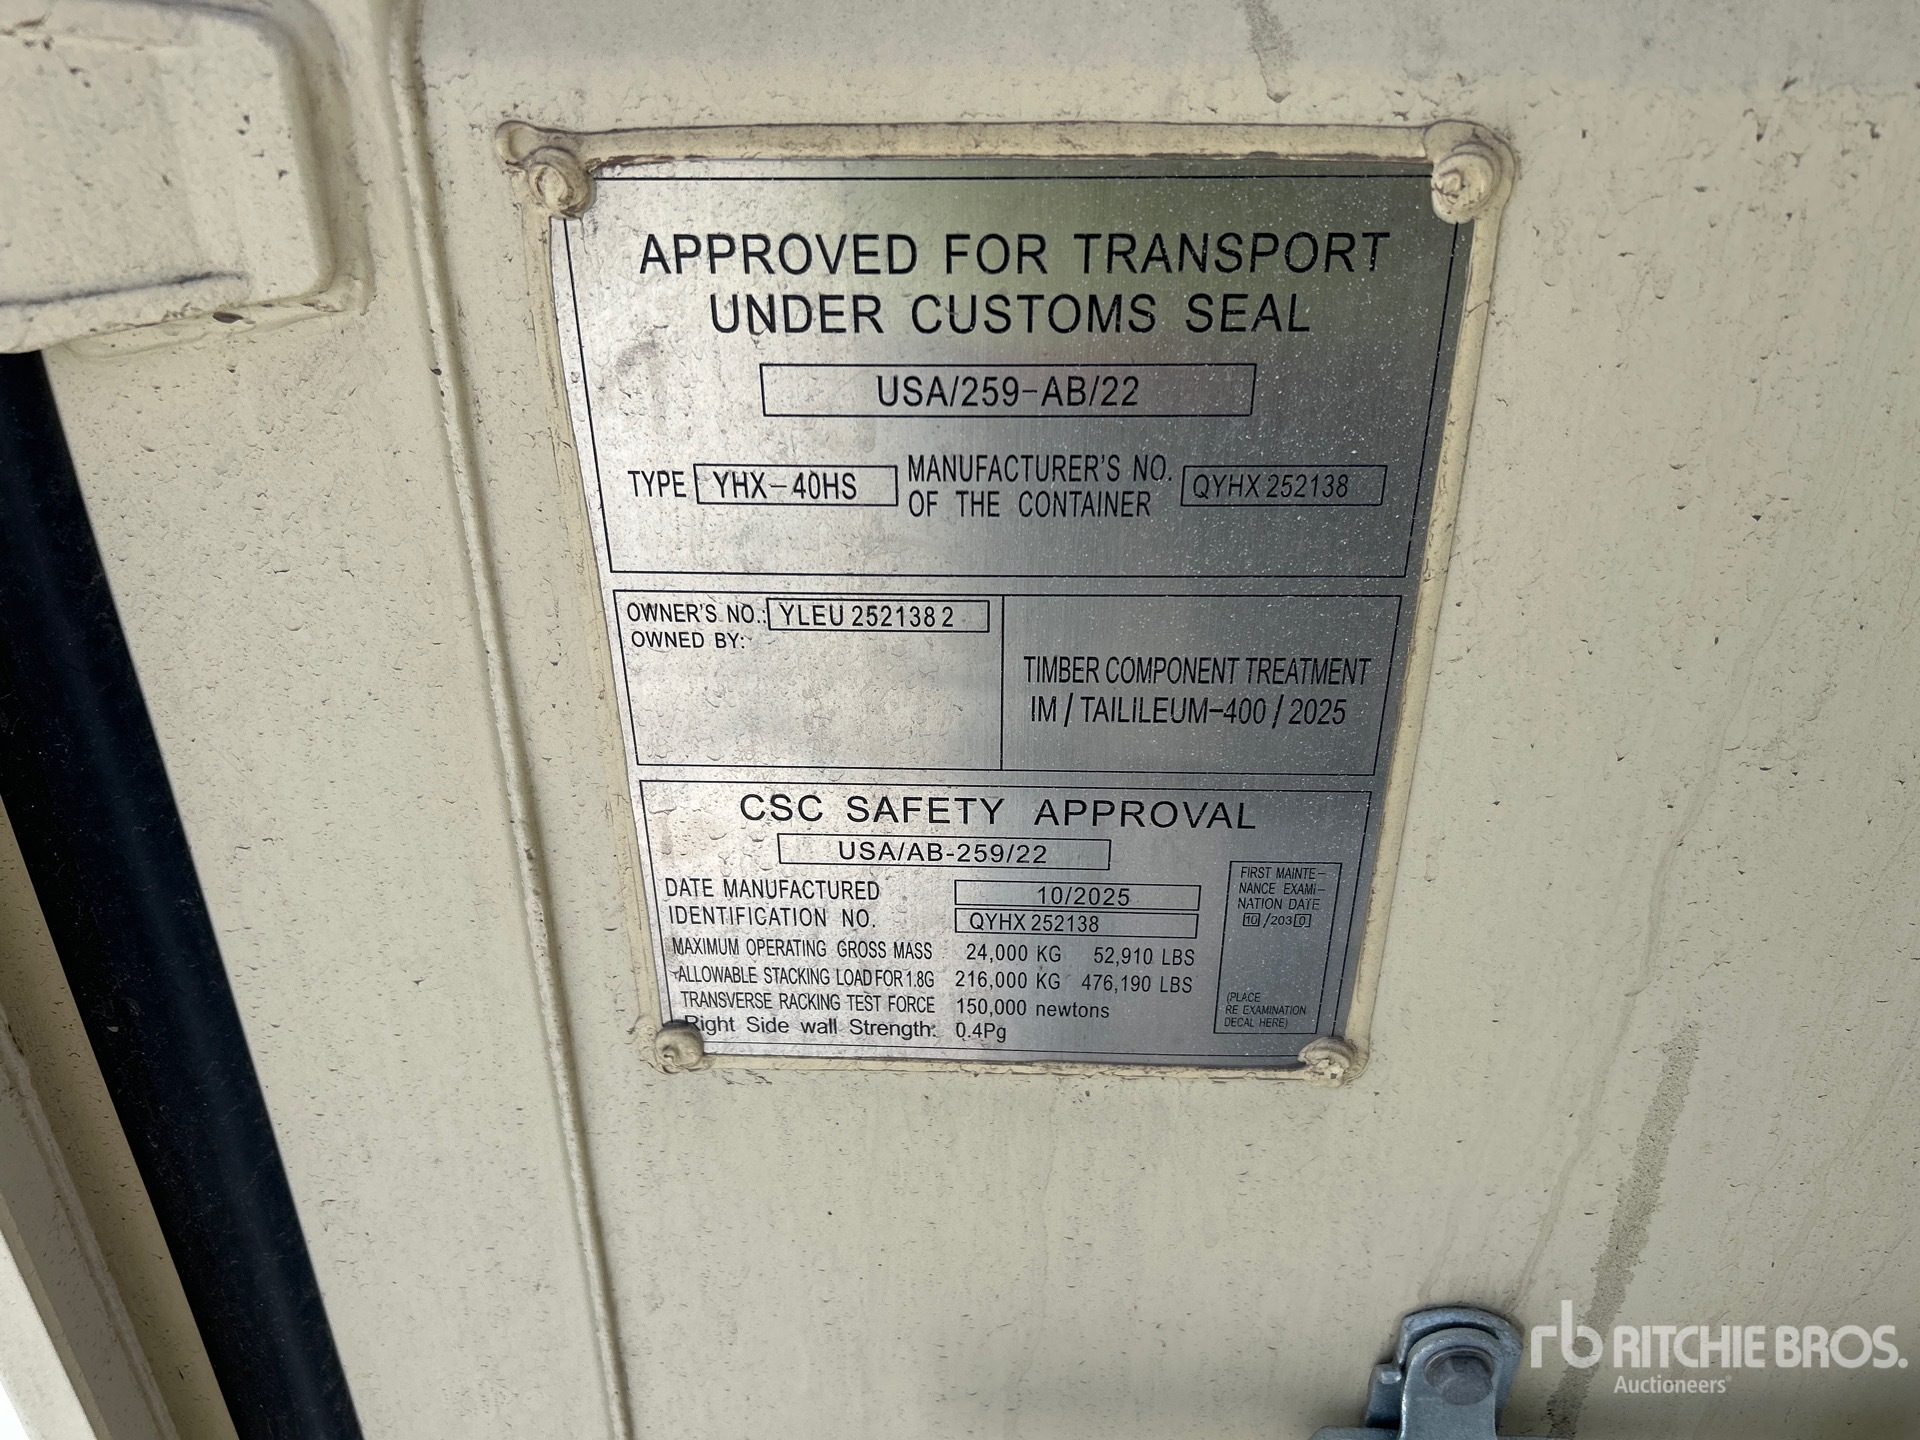 APPROVED FOR TRANSPORT
UNDER CUSTOMS SEAL
USA/259-AB/22
TYPE YHX-40HS MANUFACTURER'S NO. OF THE CONTAINER QYHX 252138
OWNER'S NO.: YLEU 252138 2
OWNED BY:
TIMBER COMPONENT TREATMENT
IM / TAILILEUM-400 / 2025
CSC SAFETY APPROVAL
USA/AB-259/22
DATE MANUFACTURED 10/2025
IDENTIFICATION NO. QYHX 252138
MAXIMUM OPERATING GROSS MASS 24,000 KG 52,910 LBS
ALLOWABLE STACKING LOAD FOR 1.8G 216,000 KG 476,190 LBS
TRANSVERSE RACKING TEST FORCE 150,000 newtons
Right Side wall Strength: 0.4Pg
FIRST MAINTE-
NANCE EXAMI-
NATION DATE
10/2030
(PLACE
RE EXAMINATION
DECAL HERE)
rb RITCHIE BROS.
Auctioneers